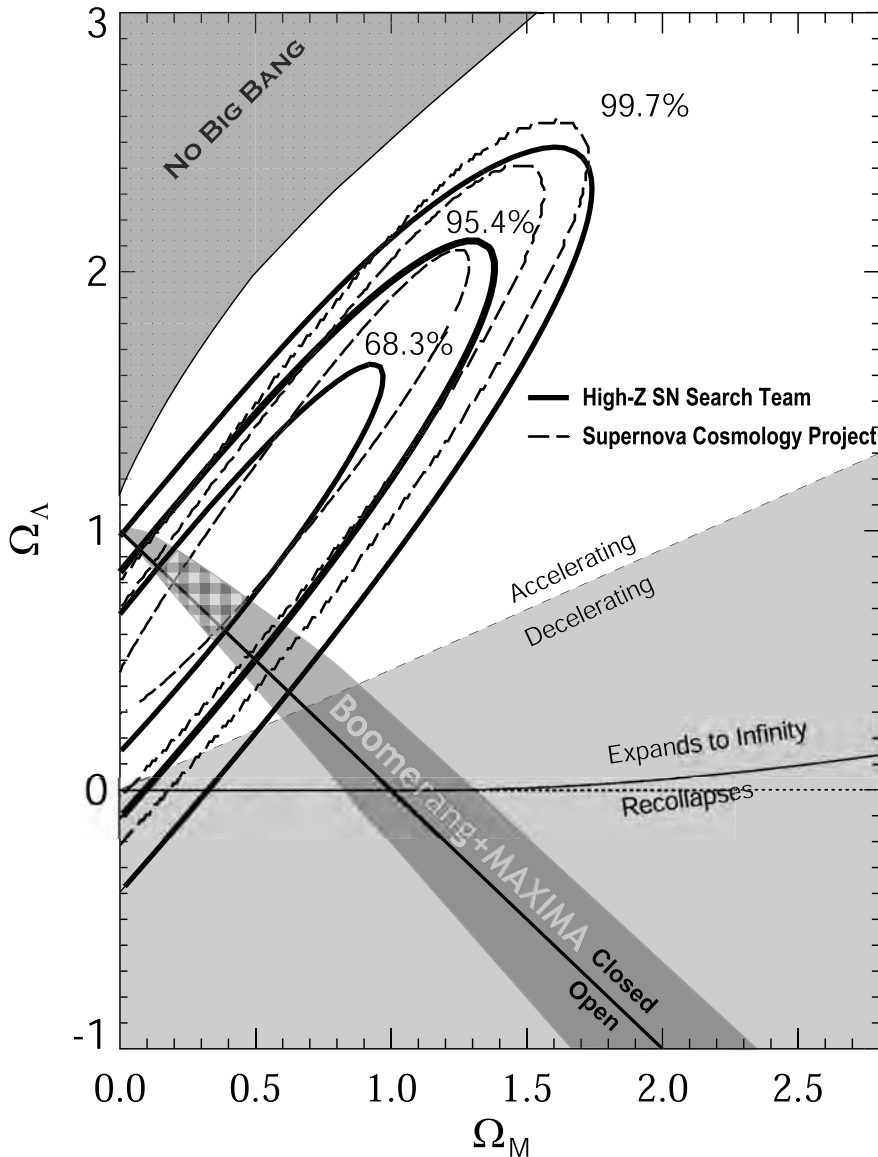 3
NO BIG BANG
99.7%
95.4%
2
68.3%
High-Z SN Search Team
Supernova Cosmology Project
1
Ω_Λ
Accelerating
Decelerating
Boomerang+MAXIMA
Expands to Infinity
0
Recollapses
Closed
Open
-1
0.0 0.5 1.0 1.5 2.0 2.5
Ω_M